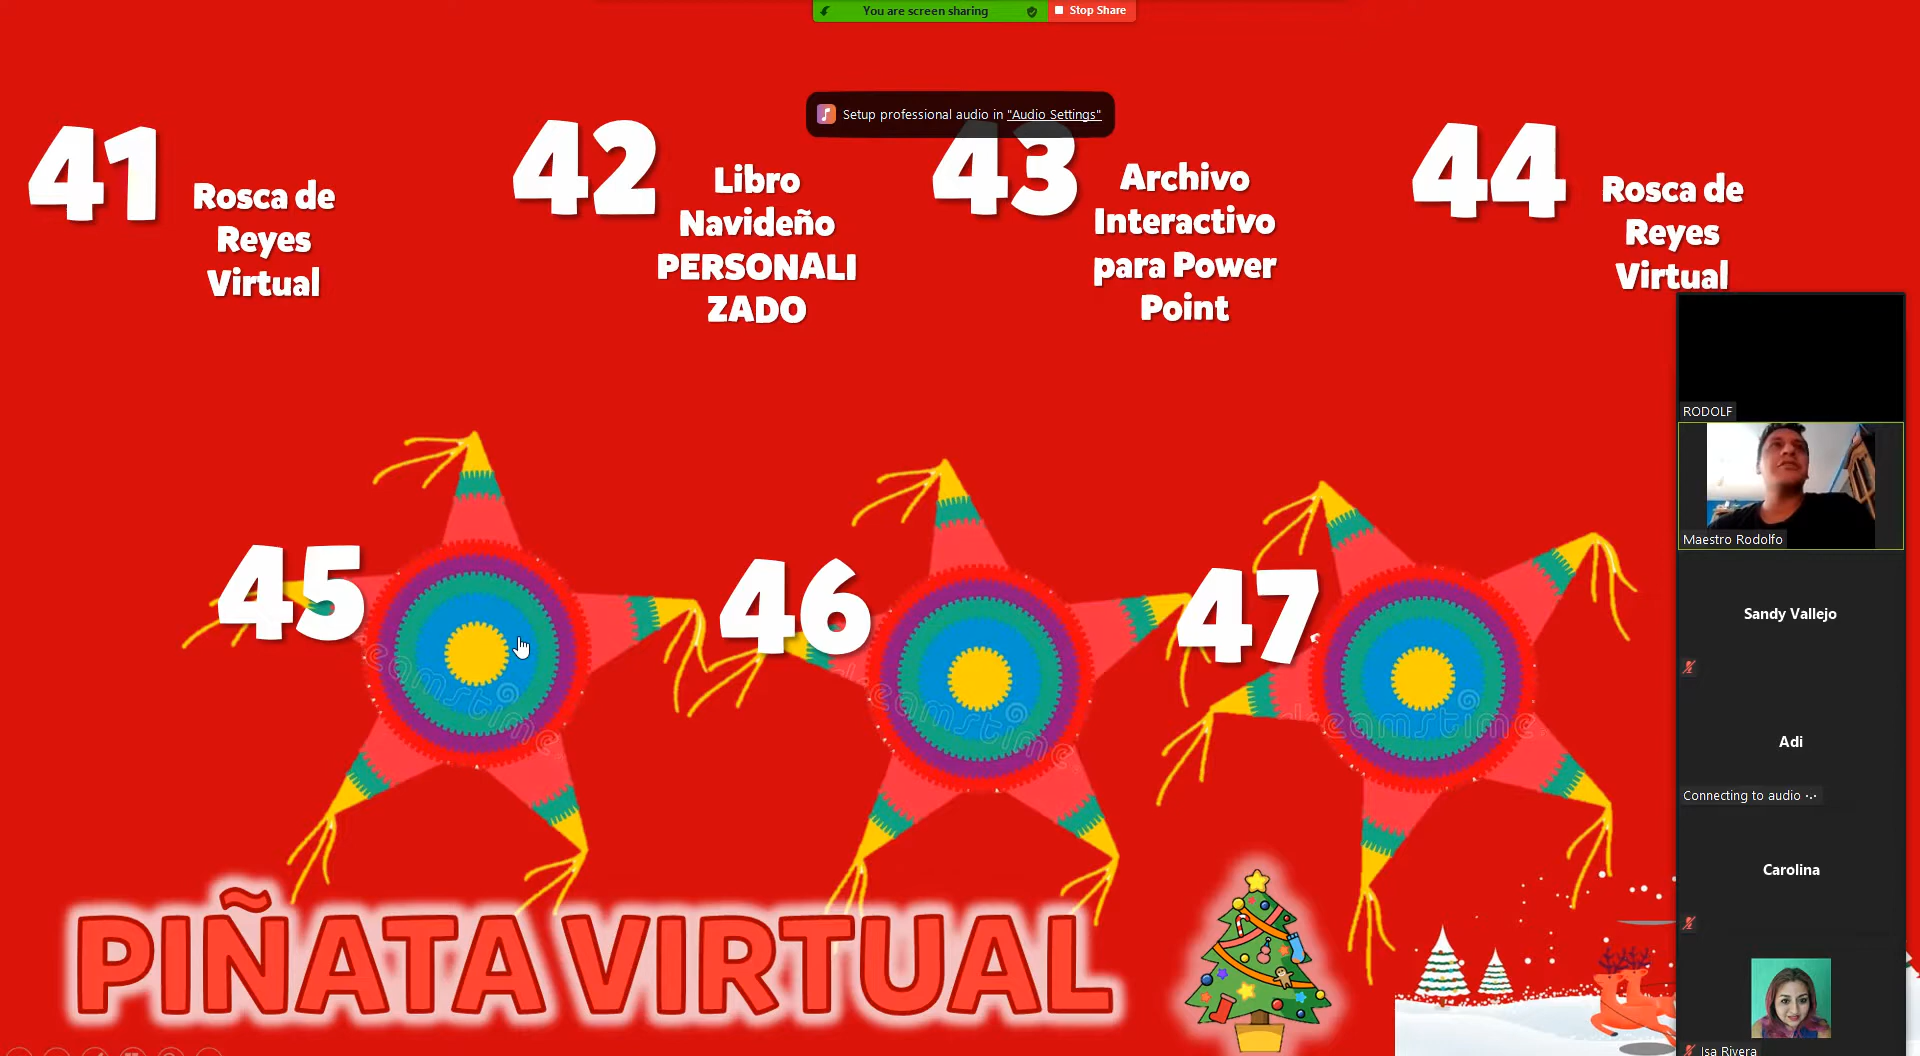 You are screen sharing
Stop Share
Setup professional audio in "Audio Settings"
41
Rosca de
Reyes
Virtual
42
Libro
Navideño
PERSONALI
ZADO
43
Archivo
Interactivo
para Power
Point
44
Rosca de
Reyes
Virtual
RODOLF
Maestro Rodolfo
45
46
47
Sandy Vallejo
Adi
Connecting to audio
Carolina
Isa Rivera
PIÑATA VIRTUAL